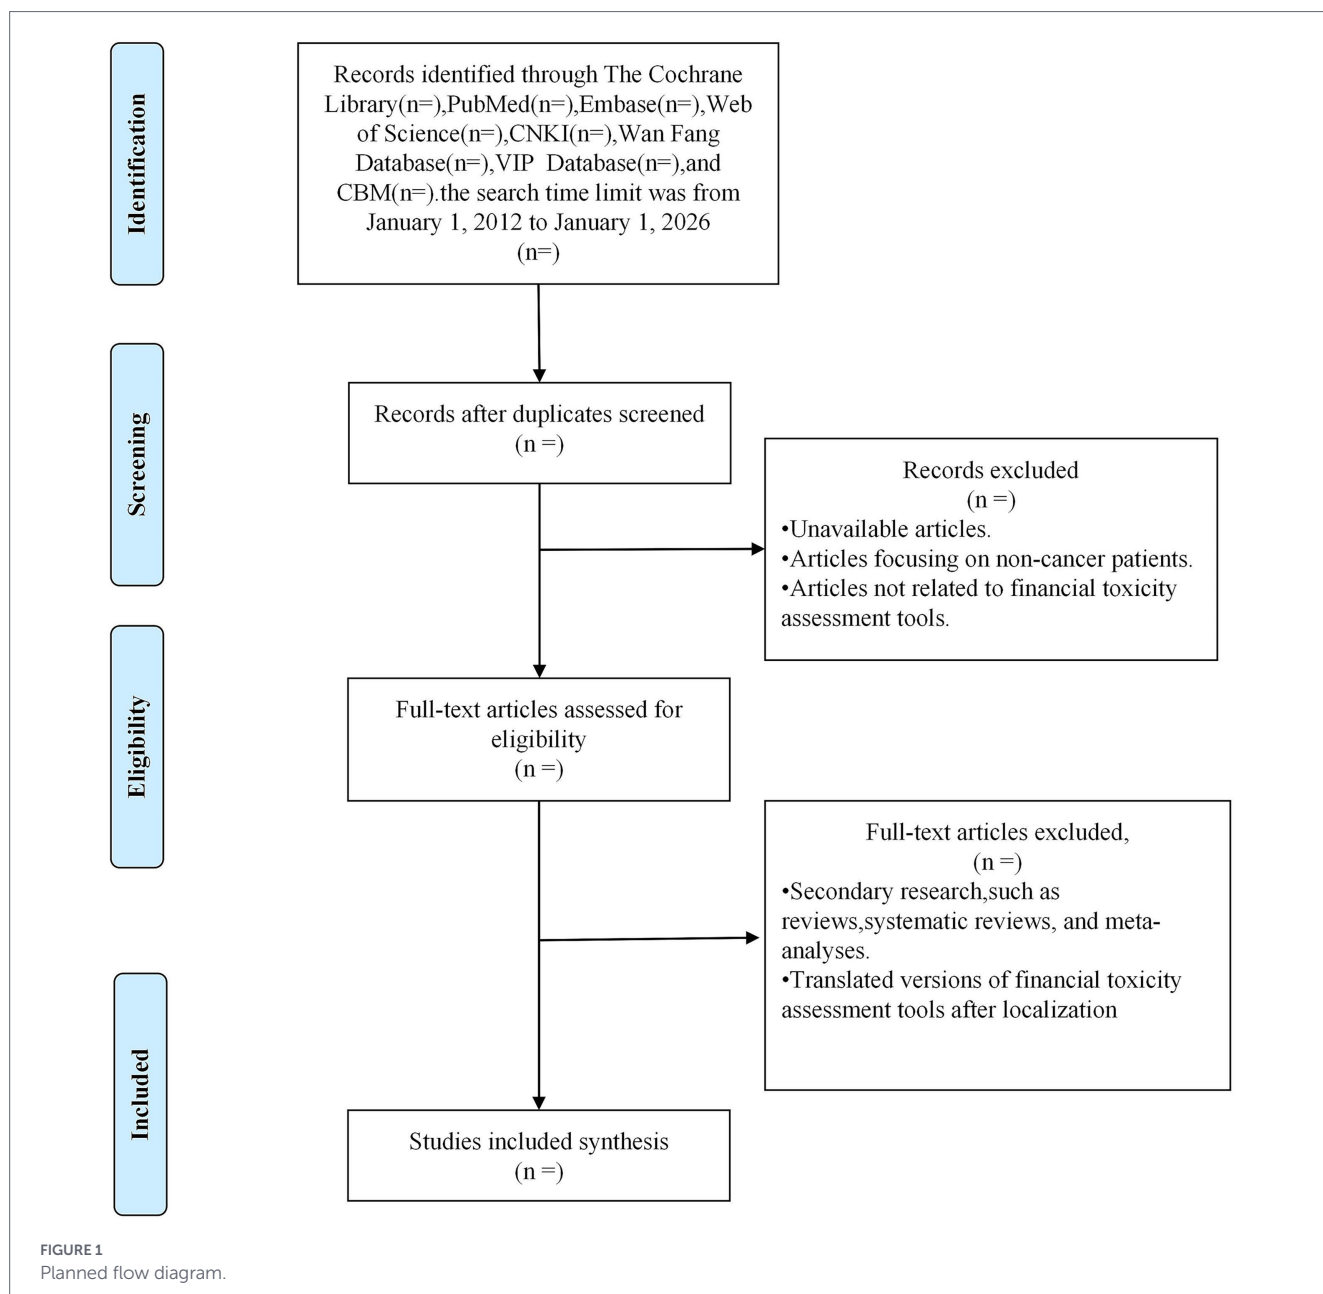 Identification
Records identified through The Cochrane
Library(n=),PubMed(n=),Embase(n=),Web
of Science(n=),CNKI(n=),Wan Fang
Database(n=),VIP Database(n=),and
CBM(n=).the search time limit was from
January 1, 2012 to January 1, 2026
(n=)
Screening
Records after duplicates screened
(n =)
Records excluded
(n =)
•Unavailable articles.
•Articles focusing on non-cancer patients.
•Articles not related to financial toxicity
assessment tools.
Eligibility
Full-text articles assessed for
eligibility
(n =)
Full-text articles excluded,
(n =)
•Secondary research,such as
reviews,systematic reviews, and meta-
analyses.
•Translated versions of financial toxicity
assessment tools after localization
Included
Studies included synthesis
(n =)
FIGURE 1
Planned flow diagram.